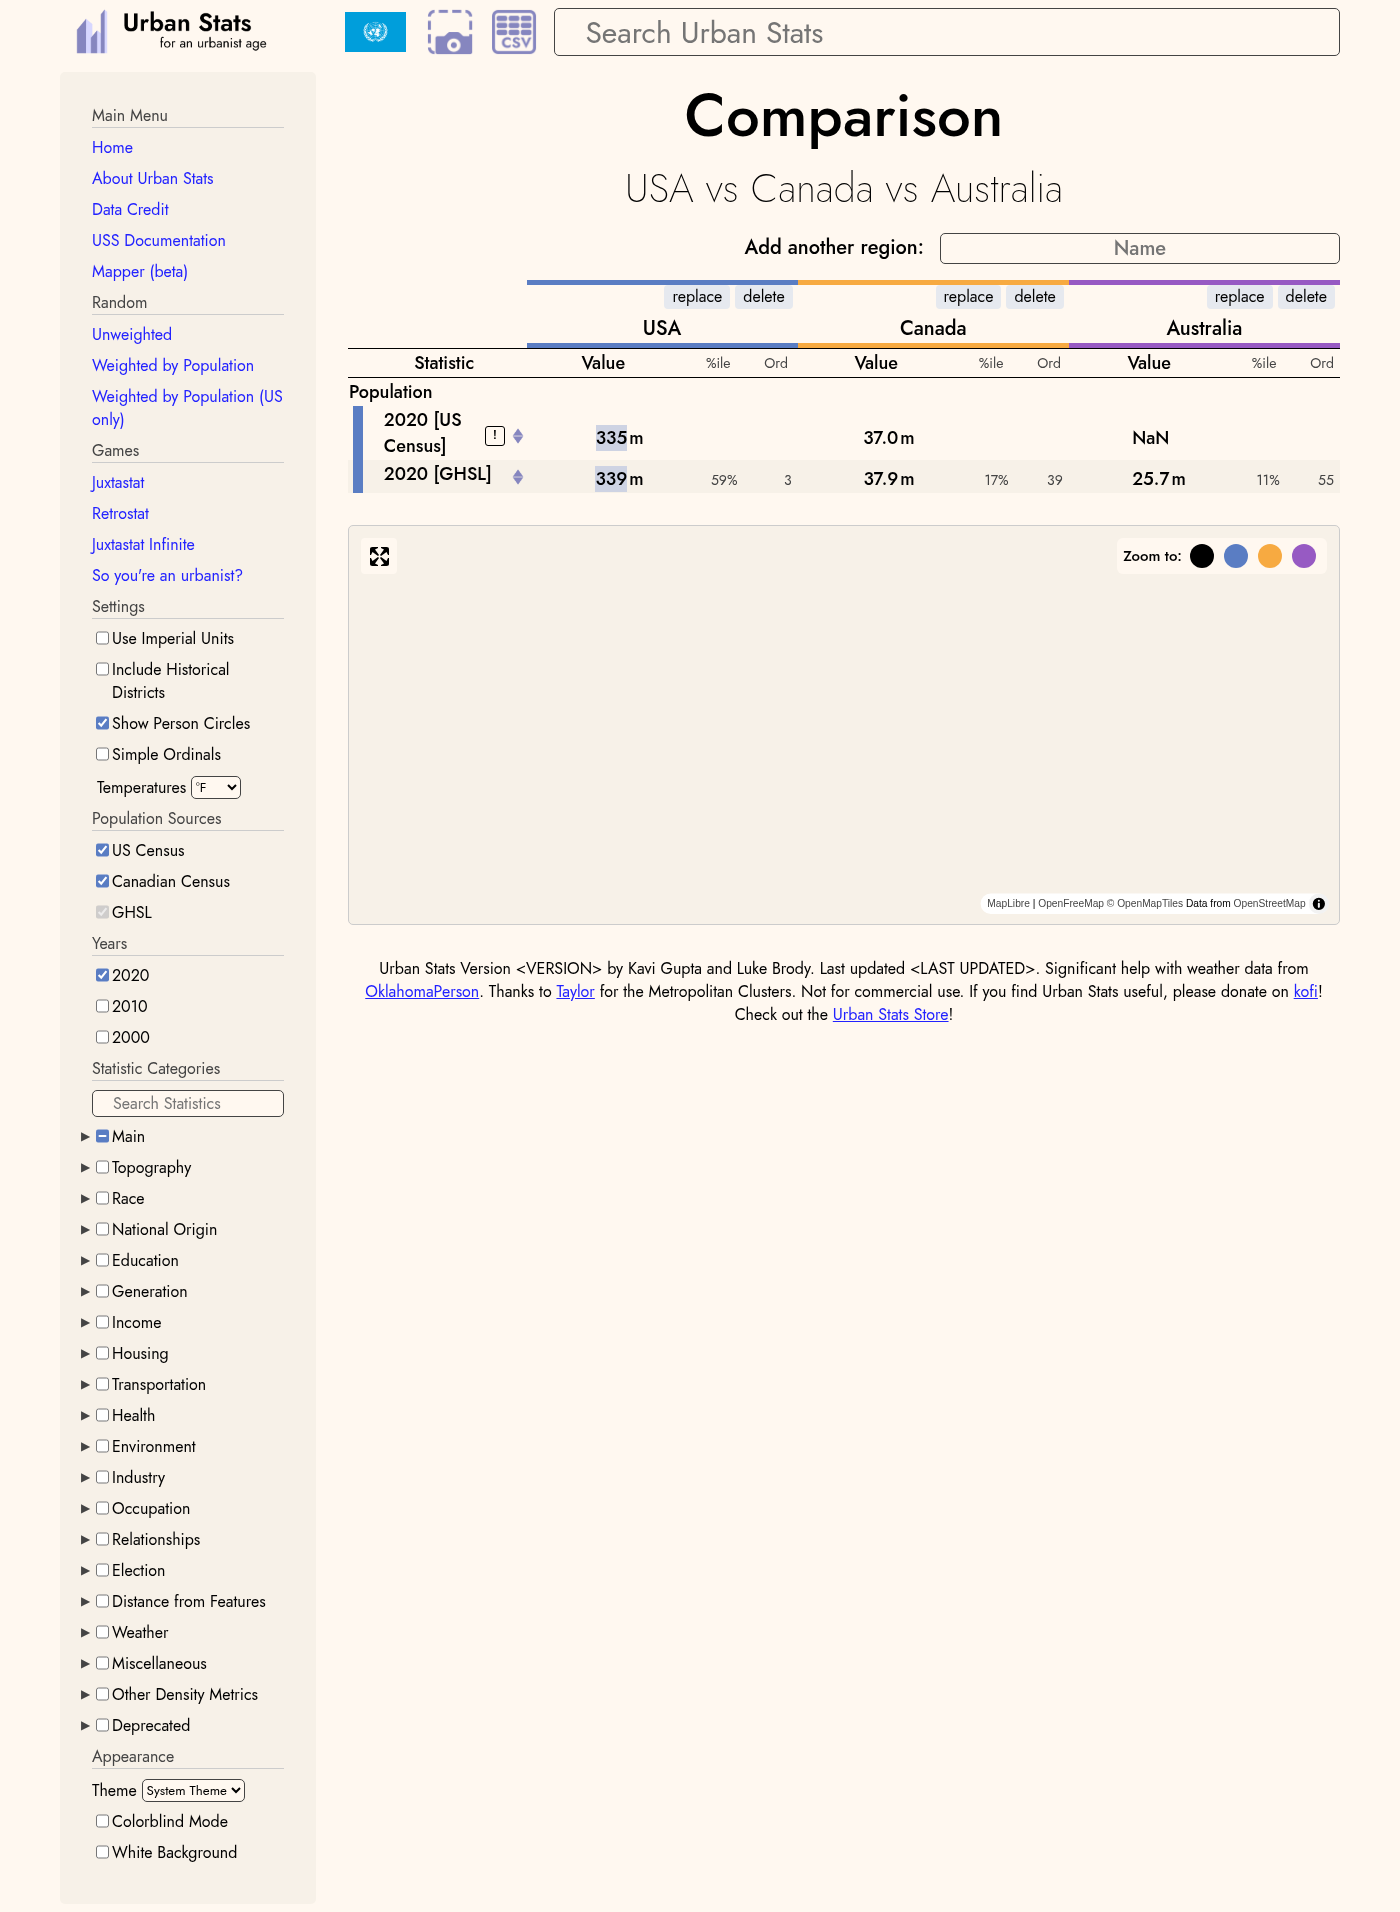 Urban Stats
for an urbanist age
CSV
Search Urban Stats
Main Menu
Home
About Urban Stats
Data Credit
USS Documentation
Mapper (beta)
Random
Unweighted
Weighted by Population
Weighted by Population (US
only)
Games
Juxtastat
Retrostat
Juxtastat Infinite
So you're an urbanist?
Settings
Use Imperial Units
Include Historical
Districts
Show Person Circles
Simple Ordinals
Temperatures °F
Population Sources
US Census
Canadian Census
GHSL
Years
2020
2010
2000
Statistic Categories
Search Statistics
Main
Topography
Race
National Origin
Education
Generation
Income
Housing
Transportation
Health
Environment
Industry
Occupation
Relationships
Election
Distance from Features
Weather
Miscellaneous
Other Density Metrics
Deprecated
Appearance
Theme System Theme
Colorblind Mode
White Background
Comparison
USA vs Canada vs Australia
Add another region: Name
replace delete replace delete replace delete
USA Canada Australia
Statistic Value %ile Ord Value %ile Ord Value %ile Ord
Population
2020 [US
Census] ! 335 m 37.0 m NaN
2020 [GHSL] 339 m 59% 3 37.9 m 17% 39 25.7 m 11% 55
Zoom to:
MapLibre | OpenFreeMap © OpenMapTiles Data from OpenStreetMap
Urban Stats Version <VERSION> by Kavi Gupta and Luke Brody. Last updated <LAST UPDATED>. Significant help with weather data from
OklahomaPerson. Thanks to Taylor for the Metropolitan Clusters. Not for commercial use. If you find Urban Stats useful, please donate on kofi!
Check out the Urban Stats Store!